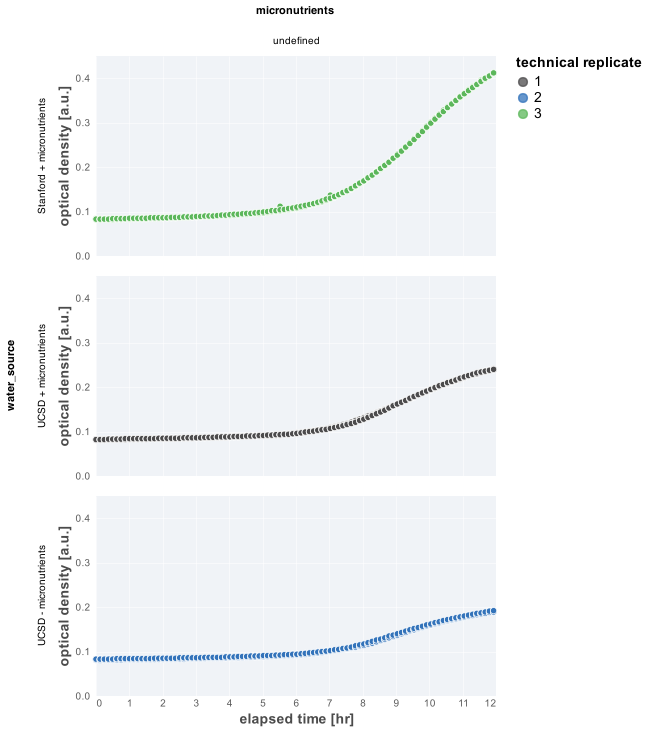 micronutrients
undefined
technical replicate
1
2
3
water_source
Stanford + micronutrients
optical density [a.u.]
0.4
0.3
0.2
0.1
0.0
UCSD + micronutrients
optical density [a.u.]
0.4
0.3
0.2
0.1
0.0
UCSD - micronutrients
optical density [a.u.]
0.4
0.3
0.2
0.1
0.0
0 1 2 3 4 5 6 7 8 9 10 11 12
elapsed time [hr]